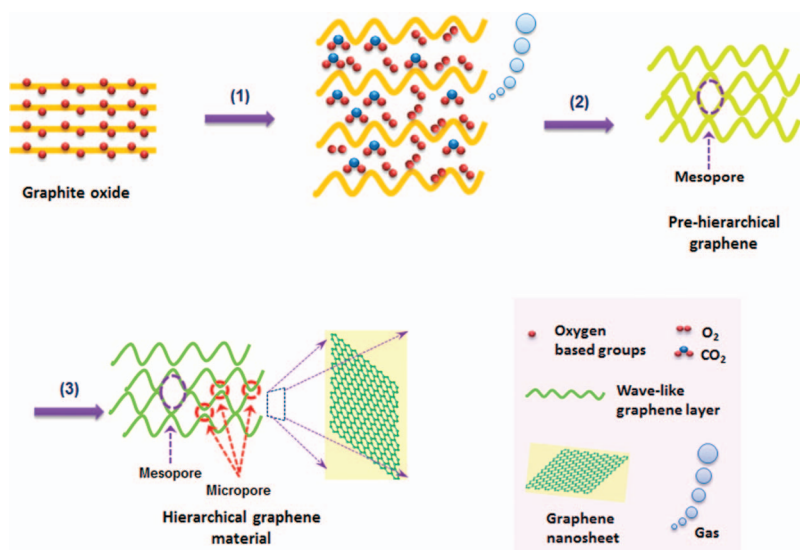 (1)
(2)
Graphite oxide
Mesopore
Pre-hierarchical
graphene
(3)
Mesopore
Micropore
Hierarchical graphene
material
Oxygen
based groups
O₂
CO₂
Wave-like
graphene layer
Graphene
nanosheet
Gas